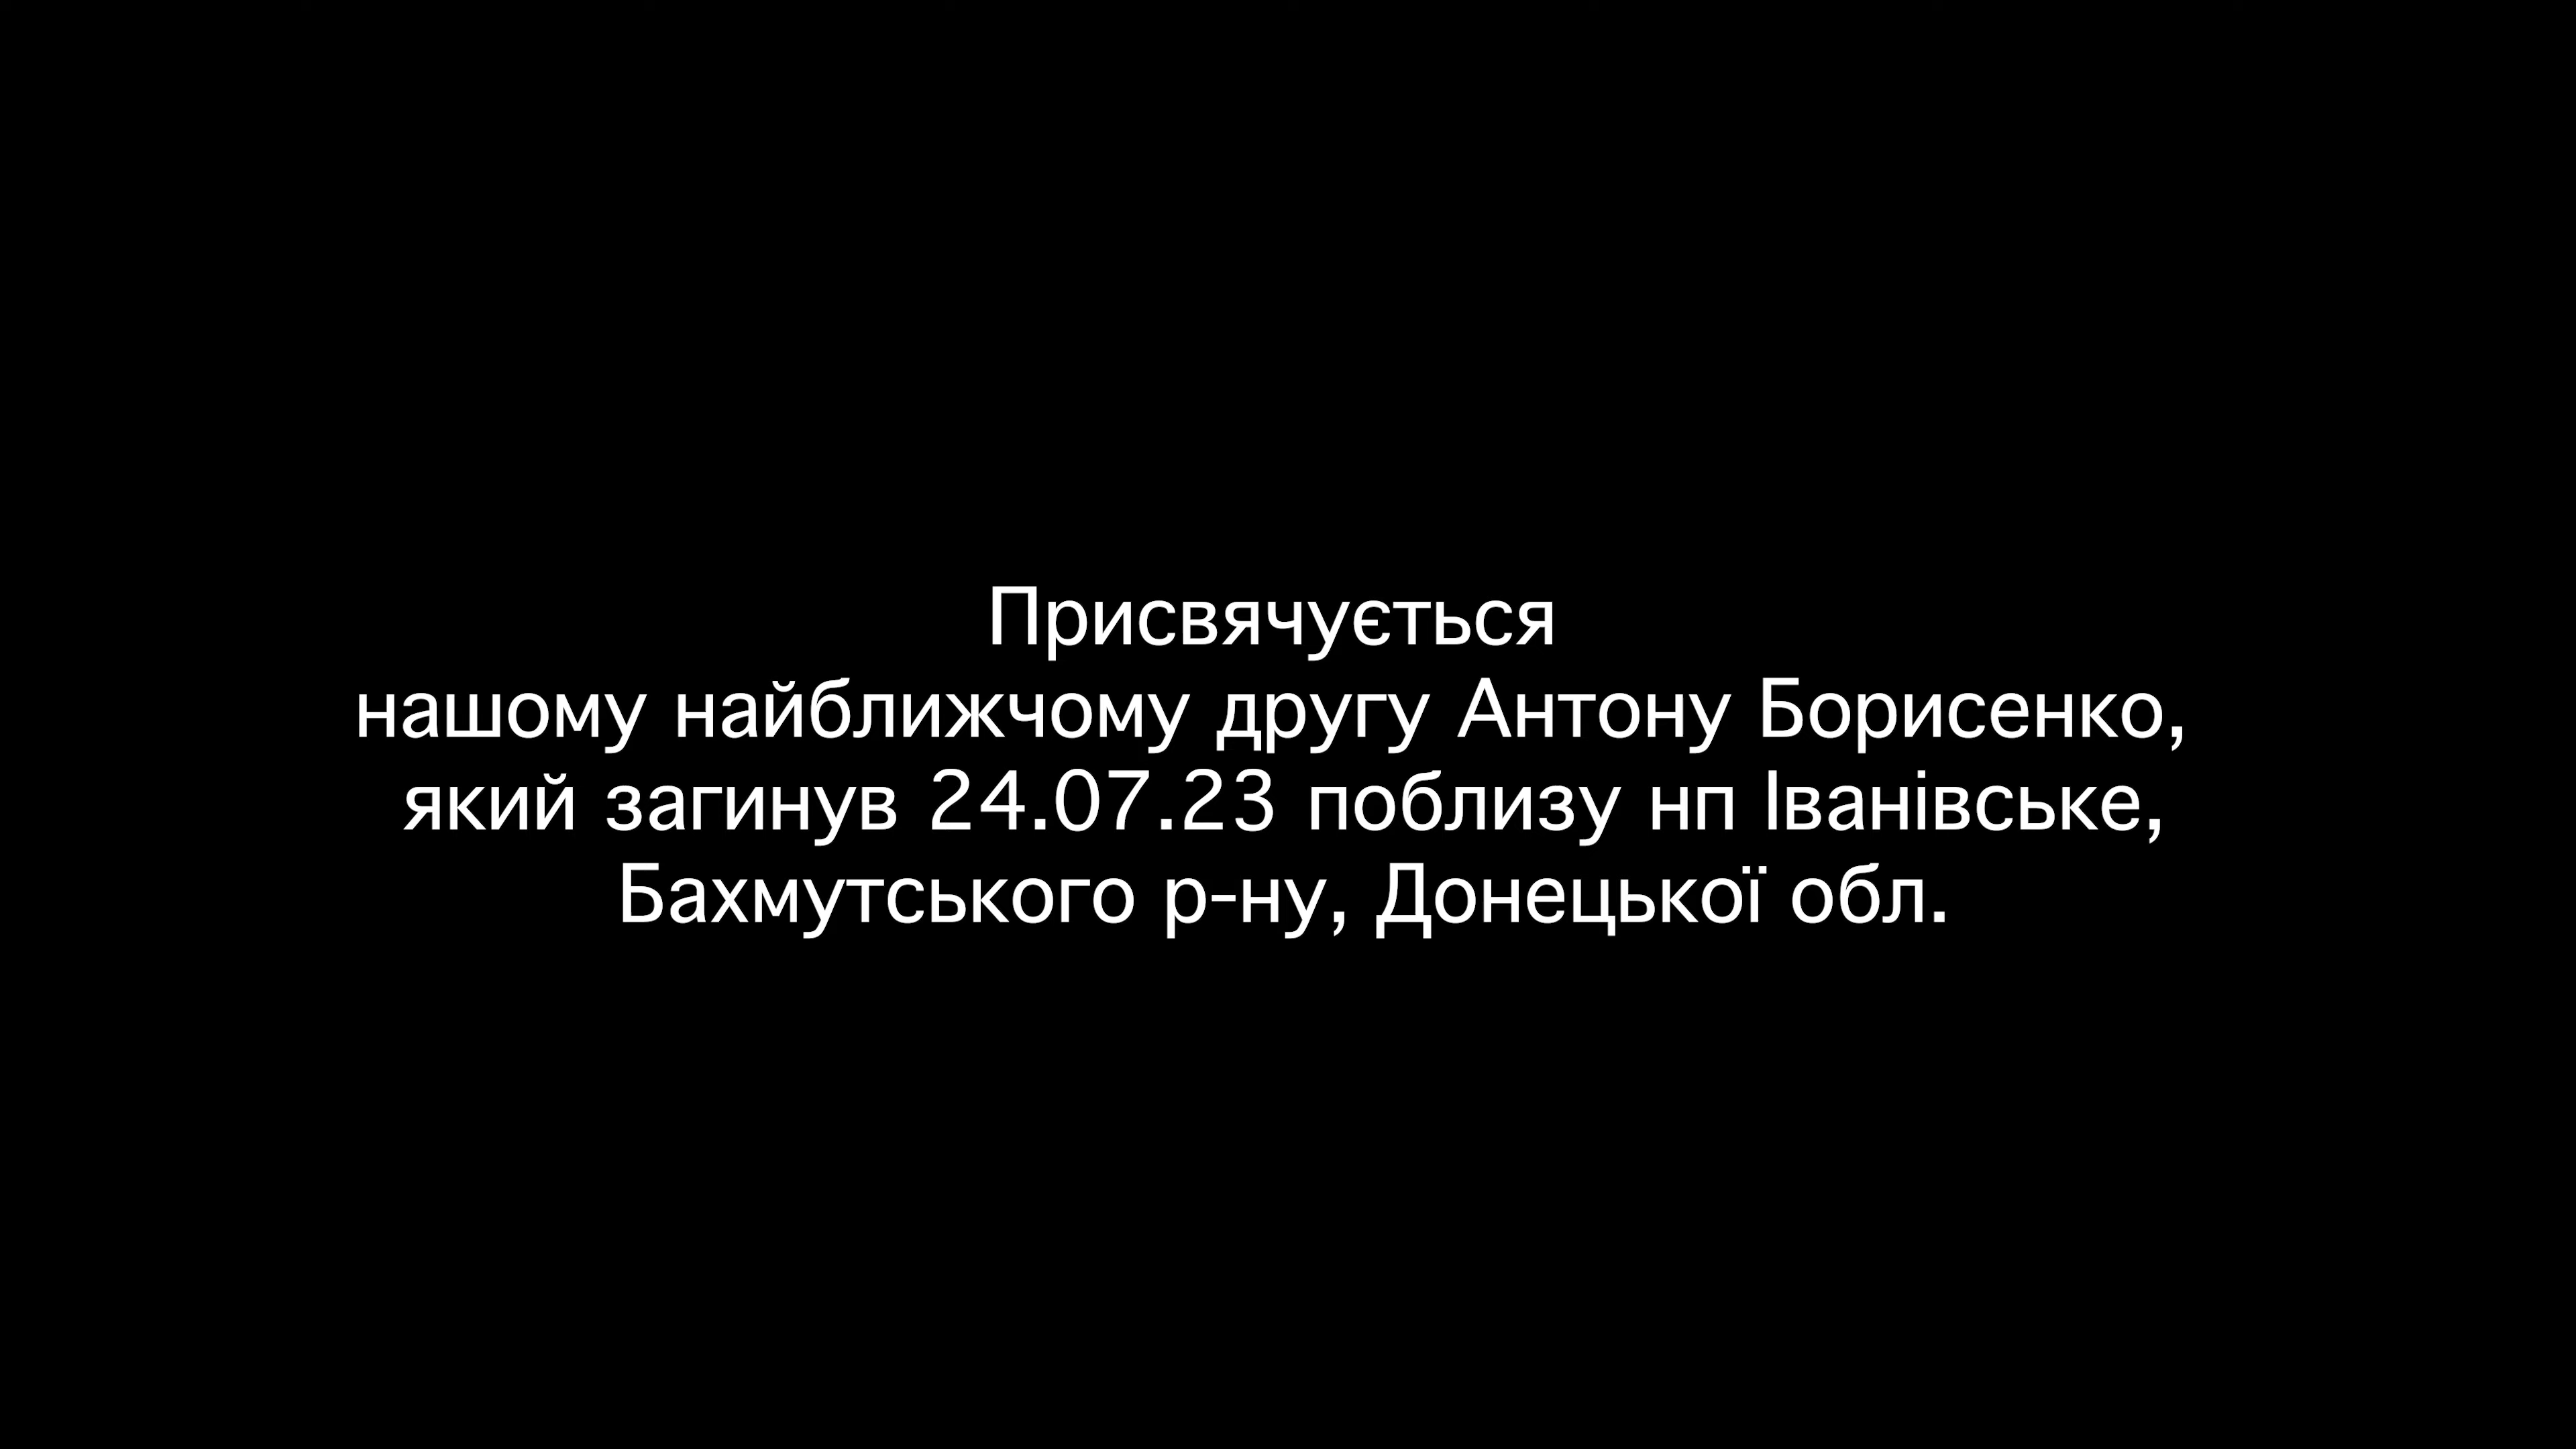 Присвячується
нашому найближчому другу Антону Борисенко,
який загинув 24.07.23 поблизу нп Іванівське,
Бахмутського р-ну, Донецької обл.